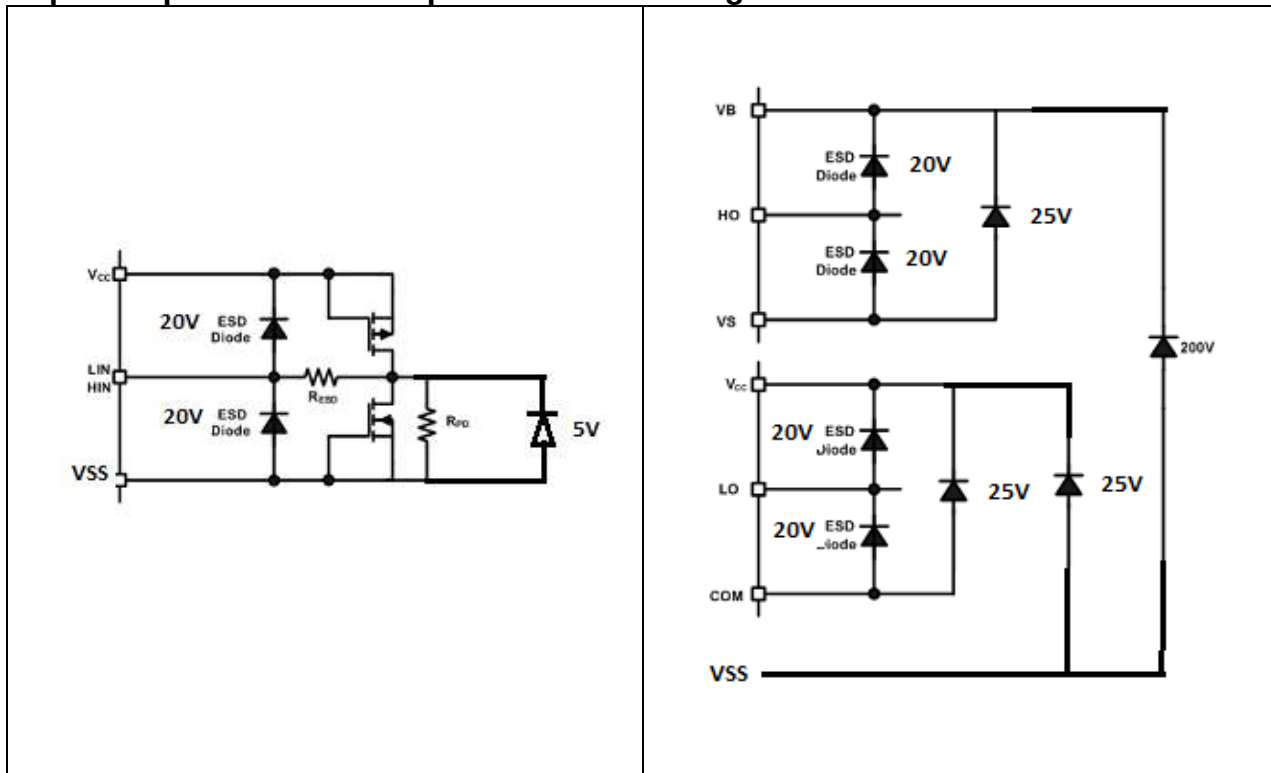 Vcc
20V ESD
Diode
LIN
HIN
RESD
20V ESD
Diode
RPD
5V
VSS
VB
ESD
Diode
20V
HO
25V
ESD
Diode
20V
VS
200V
Vcc
20V ESD
LO
25V
25V
20V ESD
COM
VSS